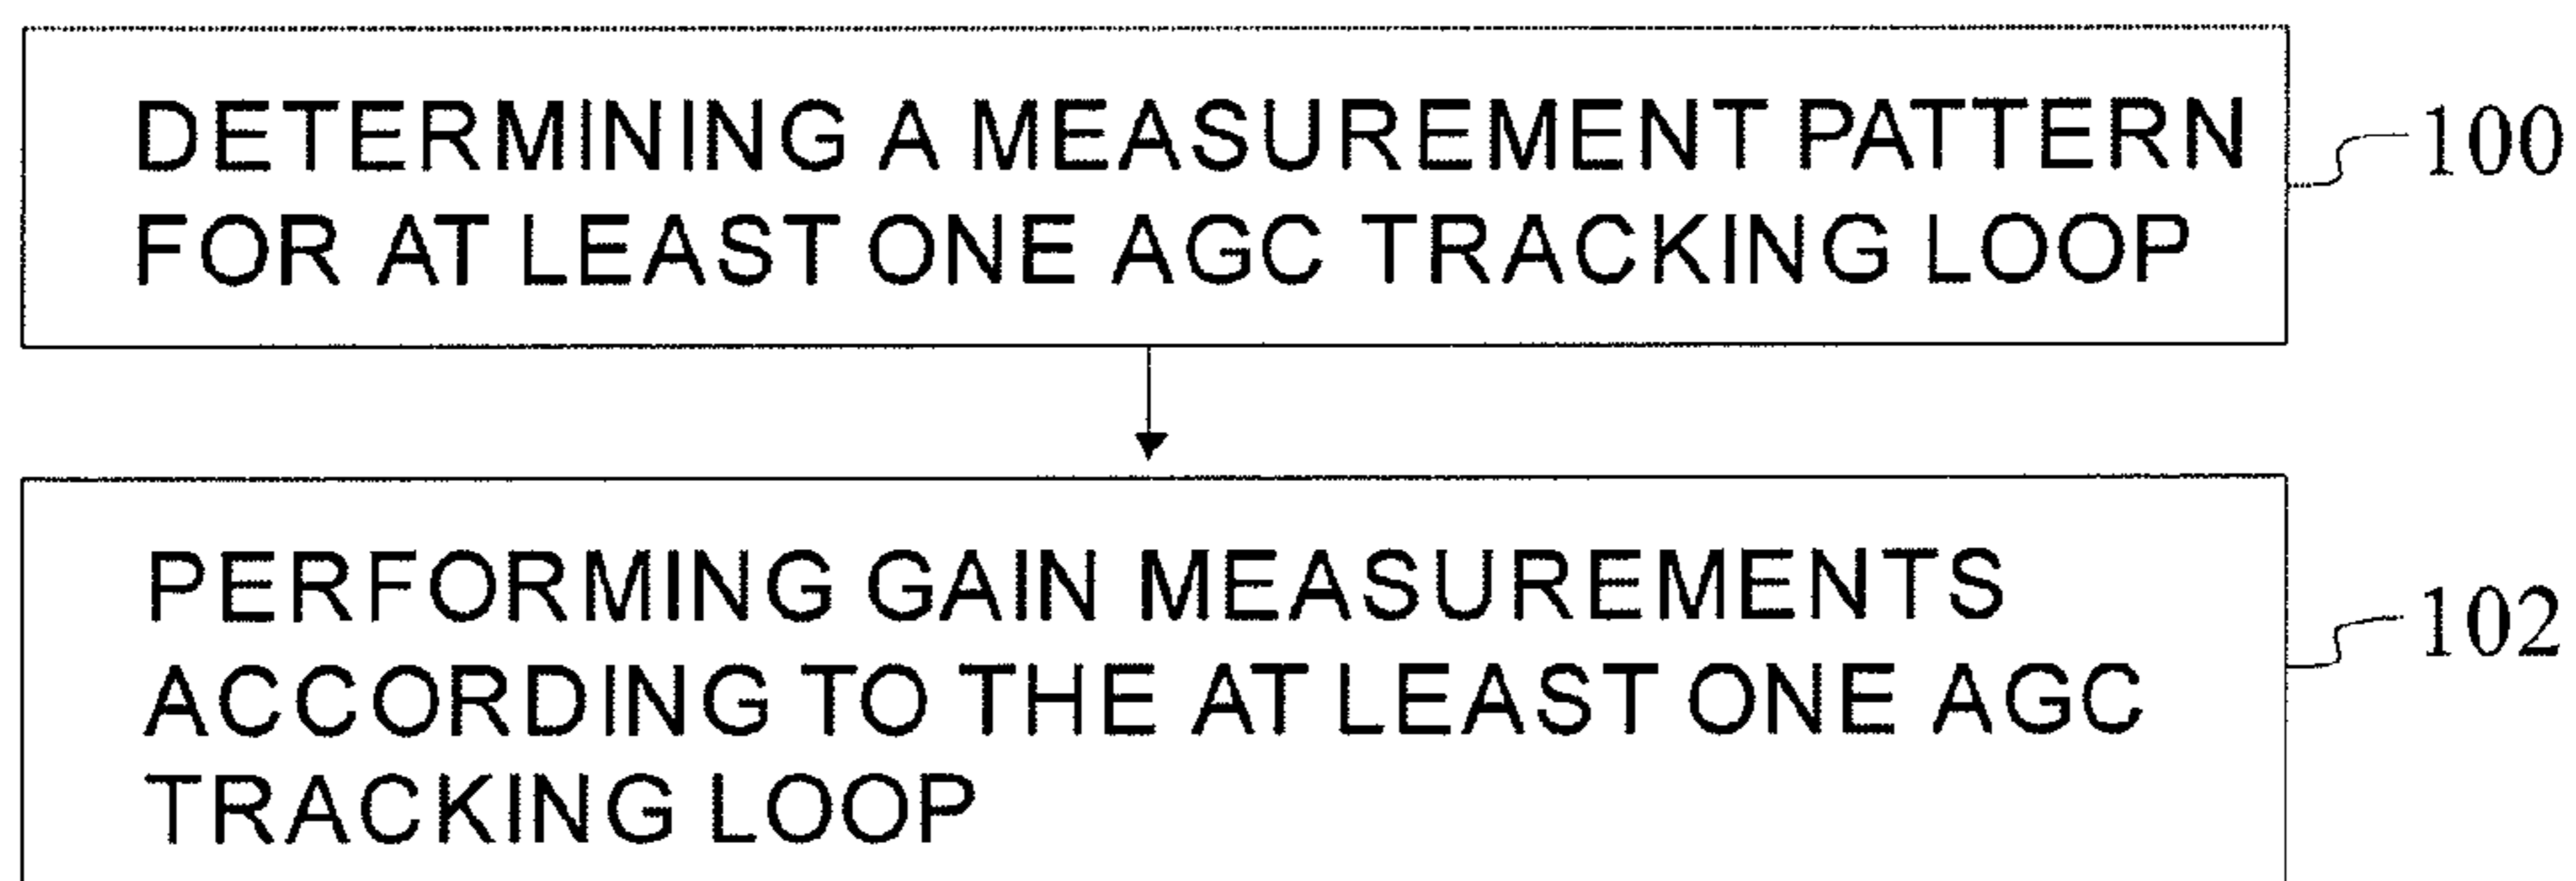 DETERMINING A MEASUREMENT PATTERN
FOR AT LEAST ONE AGC TRACKING LOOP
100
PERFORMING GAIN MEASUREMENTS
ACCORDING TO THE AT LEAST ONE AGC
TRACKING LOOP
102